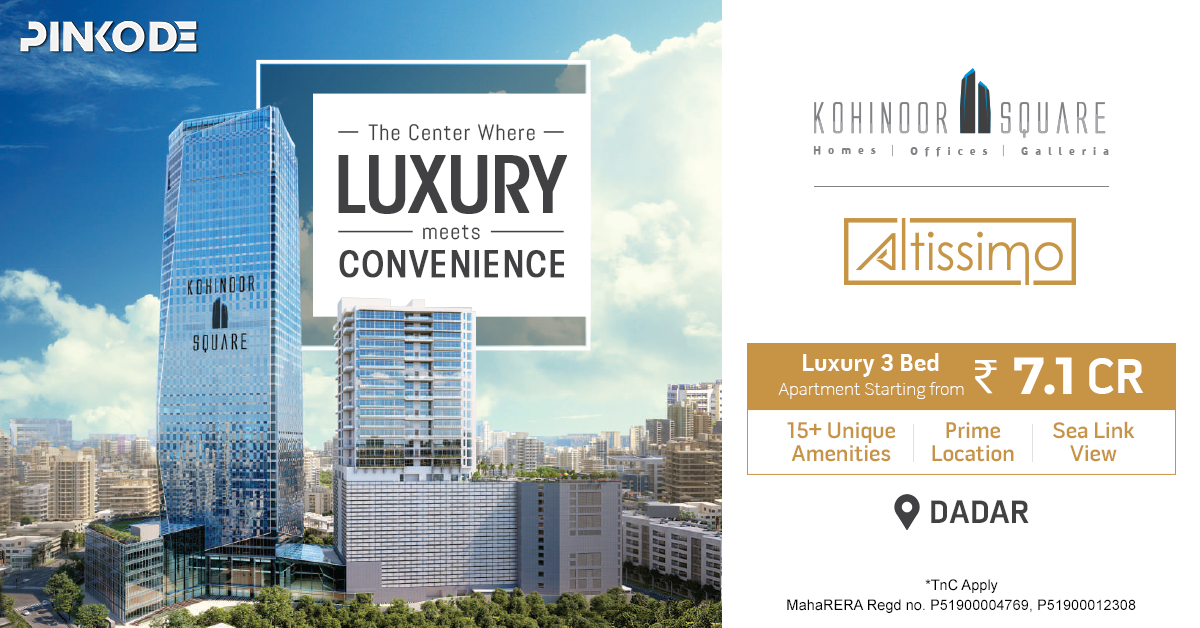 PINKODE
The Center Where
LUXURY
meets
CONVENIENCE
KOHINOOR
SQUARE
KOHINOOR SQUARE
Homes | Offices | Galleria
Altissimo
Luxury 3 Bed
Apartment Starting from
₹ 7.1 CR
15+ Unique
Amenities
Prime
Location
Sea Link
View
DADAR
*TnC Apply
MahaRERA Regd no. P51900004769, P51900012308